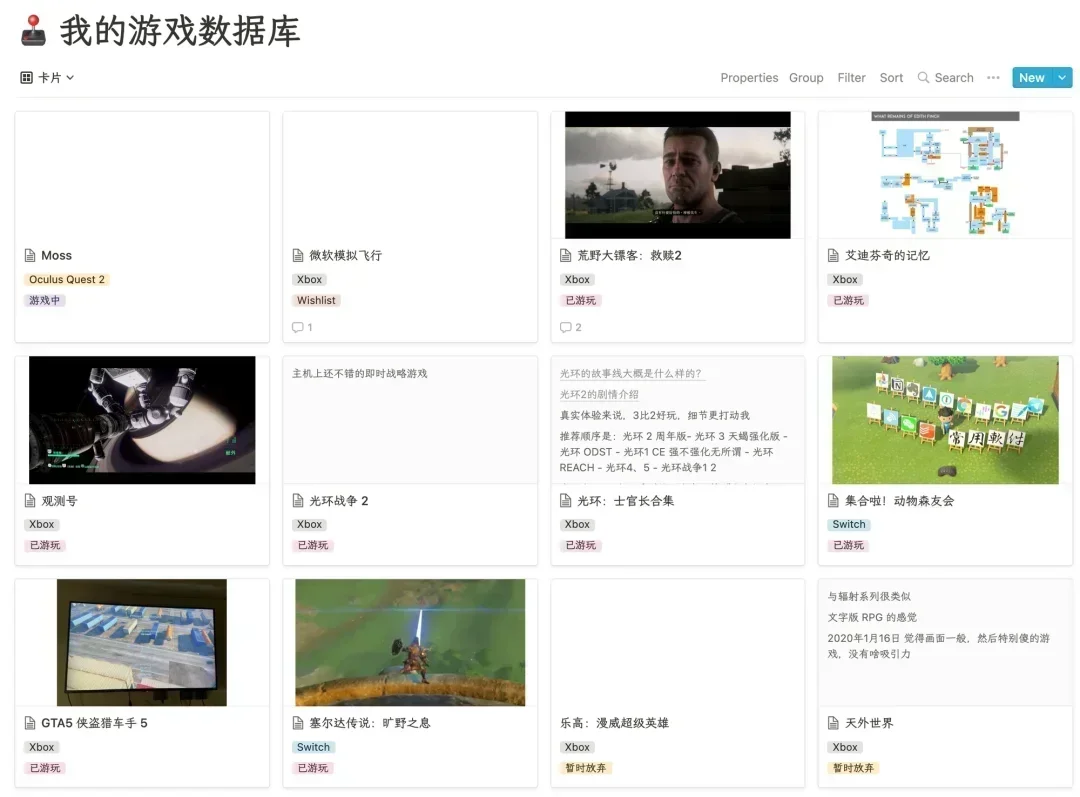 我的游戏数据库
卡片
Properties Group Filter Sort Search ··· New
Moss
Oculus Quest 2
游戏中
微软模拟飞行
Xbox
Wishlist
1
荒野大镖客：救赎2
Xbox
已游玩
2
WHAT REMAINS OF EDITH FINCH
艾迪芬奇的记忆
Xbox
已游玩
观测号
Xbox
已游玩
主机上还不错的即时战略游戏
光环战争 2
Xbox
已游玩
光环的故事线大概是什么样的？
光环2的剧情介绍
真实体验来说，3比2好玩，细节更打动我
推荐顺序是：光环 2 周年版- 光环 3 天蝎强化版 -
光环 ODST - 光环1 CE 强不强化无所谓 - 光环
REACH - 光环4、5 - 光环战争1 2
光环：士官长合集
Xbox
已游玩
常用軟件
集合啦！动物森友会
Switch
已游玩
GTA5 侠盗猎车手 5
Xbox
已游玩
塞尔达传说：旷野之息
Switch
已游玩
乐高：漫威超级英雄
Xbox
暂时放弃
与辐射系列很类似
文字版 RPG 的感觉
2020年1月16日 觉得画面一般，然后特别傻的游
戏，没有啥吸引力
天外世界
Xbox
暂时放弃